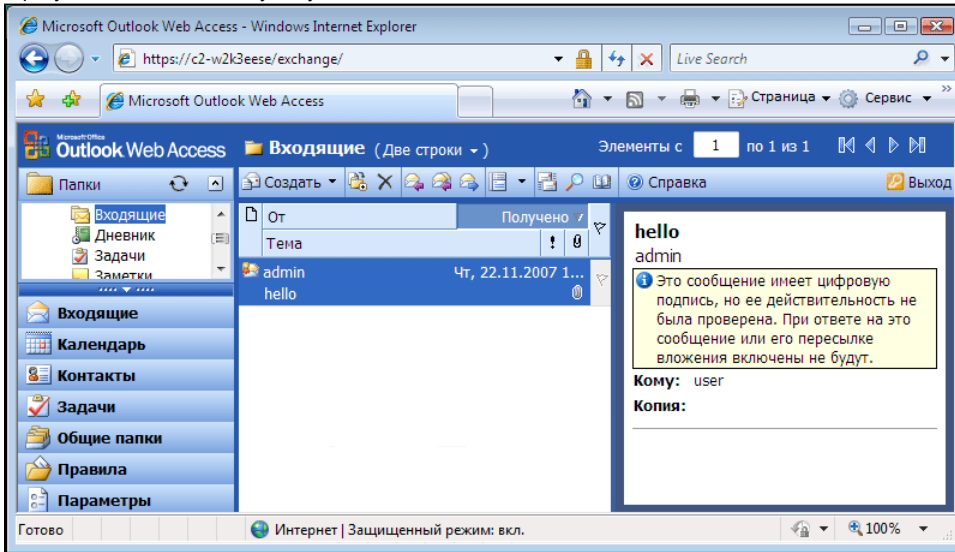 Microsoft Outlook Web Access - Windows Internet Explorer
https://c2-w2k3eese/exchange/
Live Search
Microsoft Outlook Web Access
Страница
Сервис
Microsoft Office
Outlook Web Access
Входящие (Две строки)
Элементы с 1 по 1 из 1
Папки
Создать
Справка
Выход
Входящие
Дневник
Задачи
Заметки
Входящие
Календарь
Контакты
Задачи
Общие папки
Правила
Параметры
От Получено
Тема
admin Чт, 22.11.2007 1...
hello
hello
admin
Это сообщение имеет цифровую
подпись, но ее действительность не
была проверена. При ответе на это
сообщение или его пересылке
вложения включены не будут.
Кому: user
Копия:
Готово
Интернет | Защищенный режим: вкл.
100%